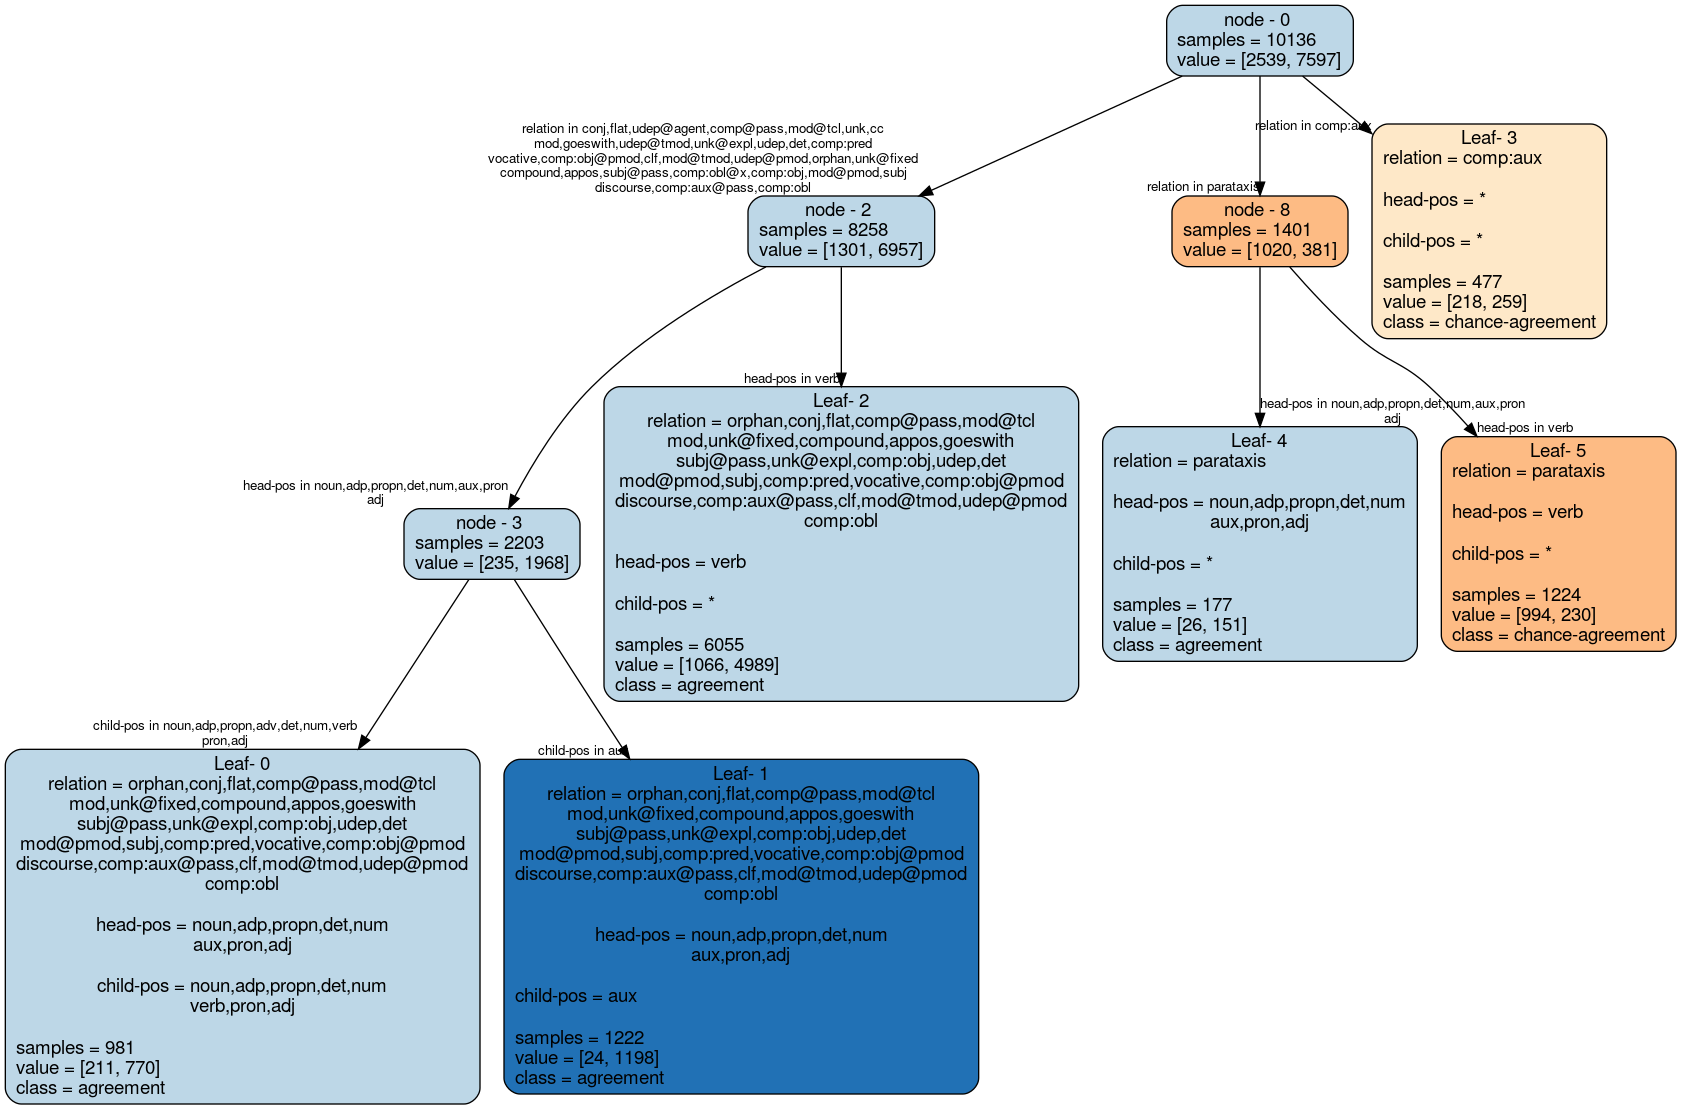 node - 0
samples = 10136
value = [2539, 7597]
relation in conj,flat,udep@agent,comp@pass,mod@tcl,unk,cc
mod,goeswith,udep@tmod,unk@expl,udep,det,comp:pred
vocative,comp:obj@pmod,clf,mod@tmod,udep@pmod,orphan,unk@fixed
compound,appos,subj@pass,comp:obl@x,comp:obj,mod@pmod,subj
discourse,comp:aux@pass,comp:obl
relation in parataxis
relation in comp:aux
node - 2
samples = 8258
value = [1301, 6957]
node - 8
samples = 1401
value = [1020, 381]
Leaf- 3
relation = comp:aux
head-pos = *
child-pos = *
samples = 477
value = [218, 259]
class = chance-agreement
head-pos in noun,adp,propn,det,num,aux,pron
adj
head-pos in verb
head-pos in noun,adp,propn,det,num,aux,pron
adj
head-pos in verb
node - 3
samples = 2203
value = [235, 1968]
Leaf- 2
relation = orphan,conj,flat,comp@pass,mod@tcl
mod,unk@fixed,compound,appos,goeswith
subj@pass,unk@expl,comp:obj,udep,det
mod@pmod,subj,comp:pred,vocative,comp:obj@pmod
discourse,comp:aux@pass,clf,mod@tmod,udep@pmod
comp:obl
head-pos = verb
child-pos = *
samples = 6055
value = [1066, 4989]
class = agreement
Leaf- 4
relation = parataxis
head-pos = noun,adp,propn,det,num
aux,pron,adj
child-pos = *
samples = 177
value = [26, 151]
class = agreement
Leaf- 5
relation = parataxis
head-pos = verb
child-pos = *
samples = 1224
value = [994, 230]
class = chance-agreement
child-pos in noun,adp,propn,adv,det,num,verb
pron,adj
child-pos in aux
Leaf- 0
relation = orphan,conj,flat,comp@pass,mod@tcl
mod,unk@fixed,compound,appos,goeswith
subj@pass,unk@expl,comp:obj,udep,det
mod@pmod,subj,comp:pred,vocative,comp:obj@pmod
discourse,comp:aux@pass,clf,mod@tmod,udep@pmod
comp:obl
head-pos = noun,adp,propn,det,num
aux,pron,adj
child-pos = noun,adp,propn,det,num
verb,pron,adj
samples = 981
value = [211, 770]
class = agreement
Leaf- 1
relation = orphan,conj,flat,comp@pass,mod@tcl
mod,unk@fixed,compound,appos,goeswith
subj@pass,unk@expl,comp:obj,udep,det
mod@pmod,subj,comp:pred,vocative,comp:obj@pmod
discourse,comp:aux@pass,clf,mod@tmod,udep@pmod
comp:obl
head-pos = noun,adp,propn,det,num
aux,pron,adj
child-pos = aux
samples = 1222
value = [24, 1198]
class = agreement